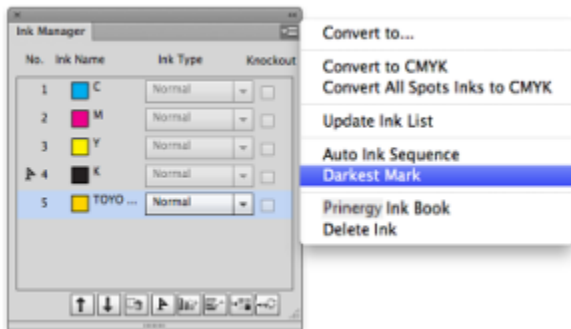 Ink Manager
No. Ink Name Ink Type Knockout
1 C Normal
2 M Normal
3 Y Normal
4 K Normal
5 TOYO ... Normal
Convert to...
Convert to CMYK
Convert All Spots Inks to CMYK
Update Ink List
Auto Ink Sequence
Darkest Mark
Prinergy Ink Book
Delete Ink